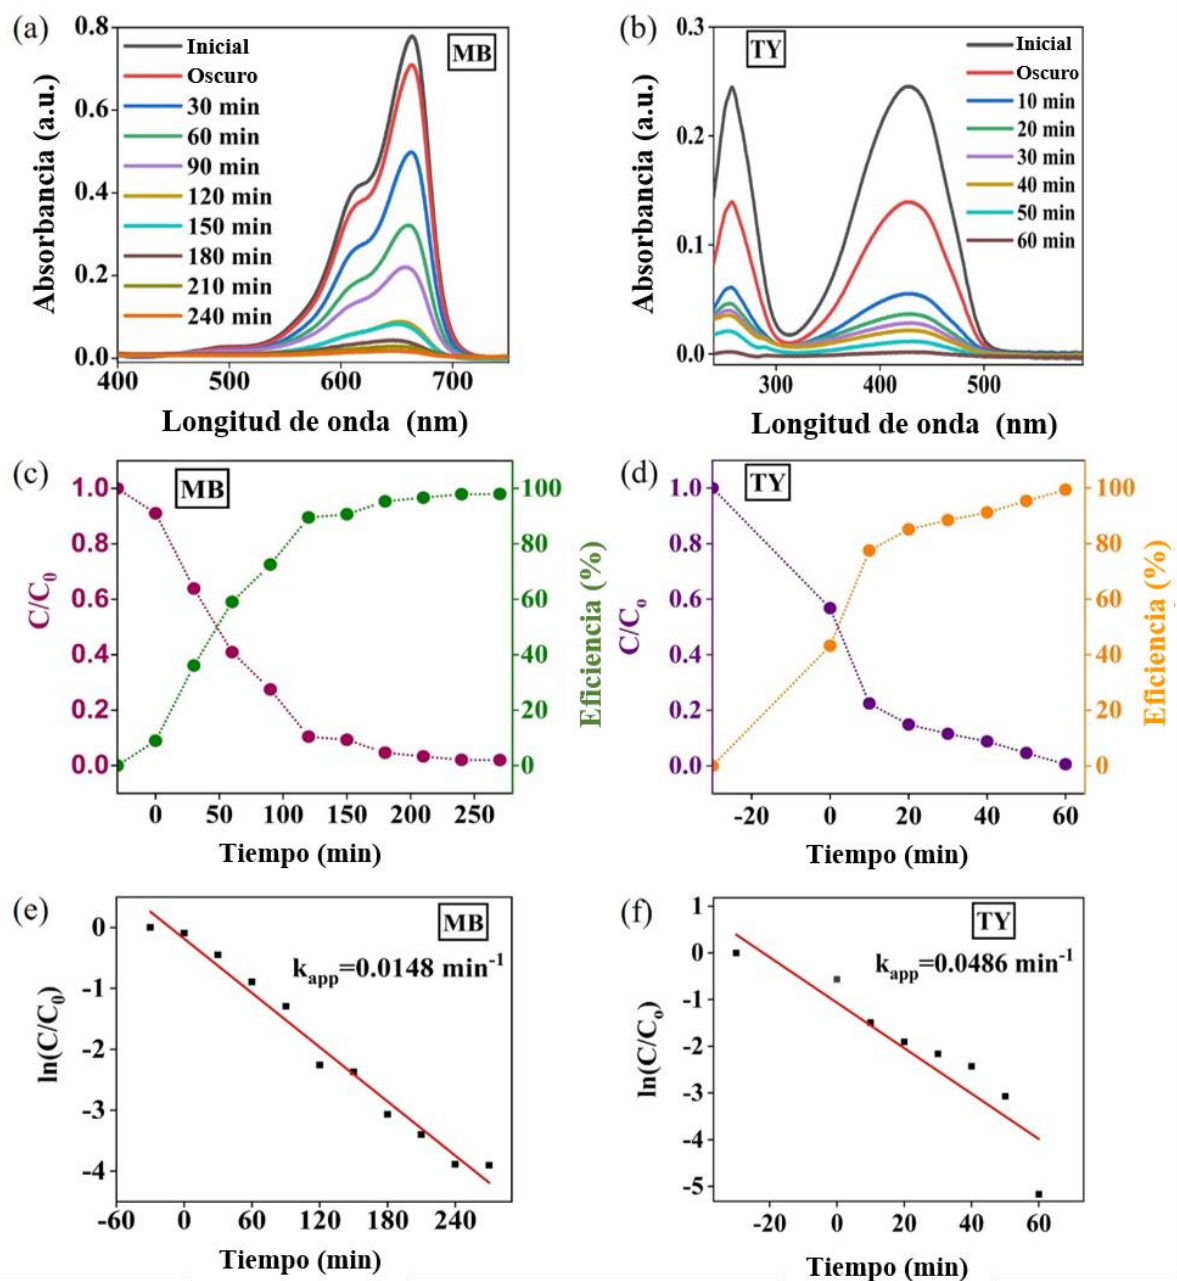 (a)
MB
0.8
0.6
0.4
0.2
0.0
Absorbancia (a.u.)
Inicial
Oscuro
30 min
60 min
90 min
120 min
150 min
180 min
210 min
240 min
400 500 600 700
Longitud de onda (nm)
(b)
TY
0.3
0.2
0.1
0.0
Absorbancia (a.u.)
Inicial
Oscuro
10 min
20 min
30 min
40 min
50 min
60 min
300 400 500
Longitud de onda (nm)
(c)
MB
1.0
0.8
0.6
0.4
0.2
0.0
C/C0
100
80
60
40
20
0
Eficiencia (%)
0 50 100 150 200 250
Tiempo (min)
(d)
TY
1.0
0.8
0.6
0.4
0.2
0.0
C/Co
100
80
60
40
20
0
Eficiencia (%)
-20 0 20 40 60
Tiempo (min)
(e)
MB
kapp=0.0148 min-1
0
-1
-2
-3
-4
ln(C/C0)
-60 0 60 120 180 240
Tiempo (min)
(f)
TY
kapp=0.0486 min-1
1
0
-1
-2
-3
-4
-5
ln(C/Co)
-20 0 20 40 60
Tiempo (min)